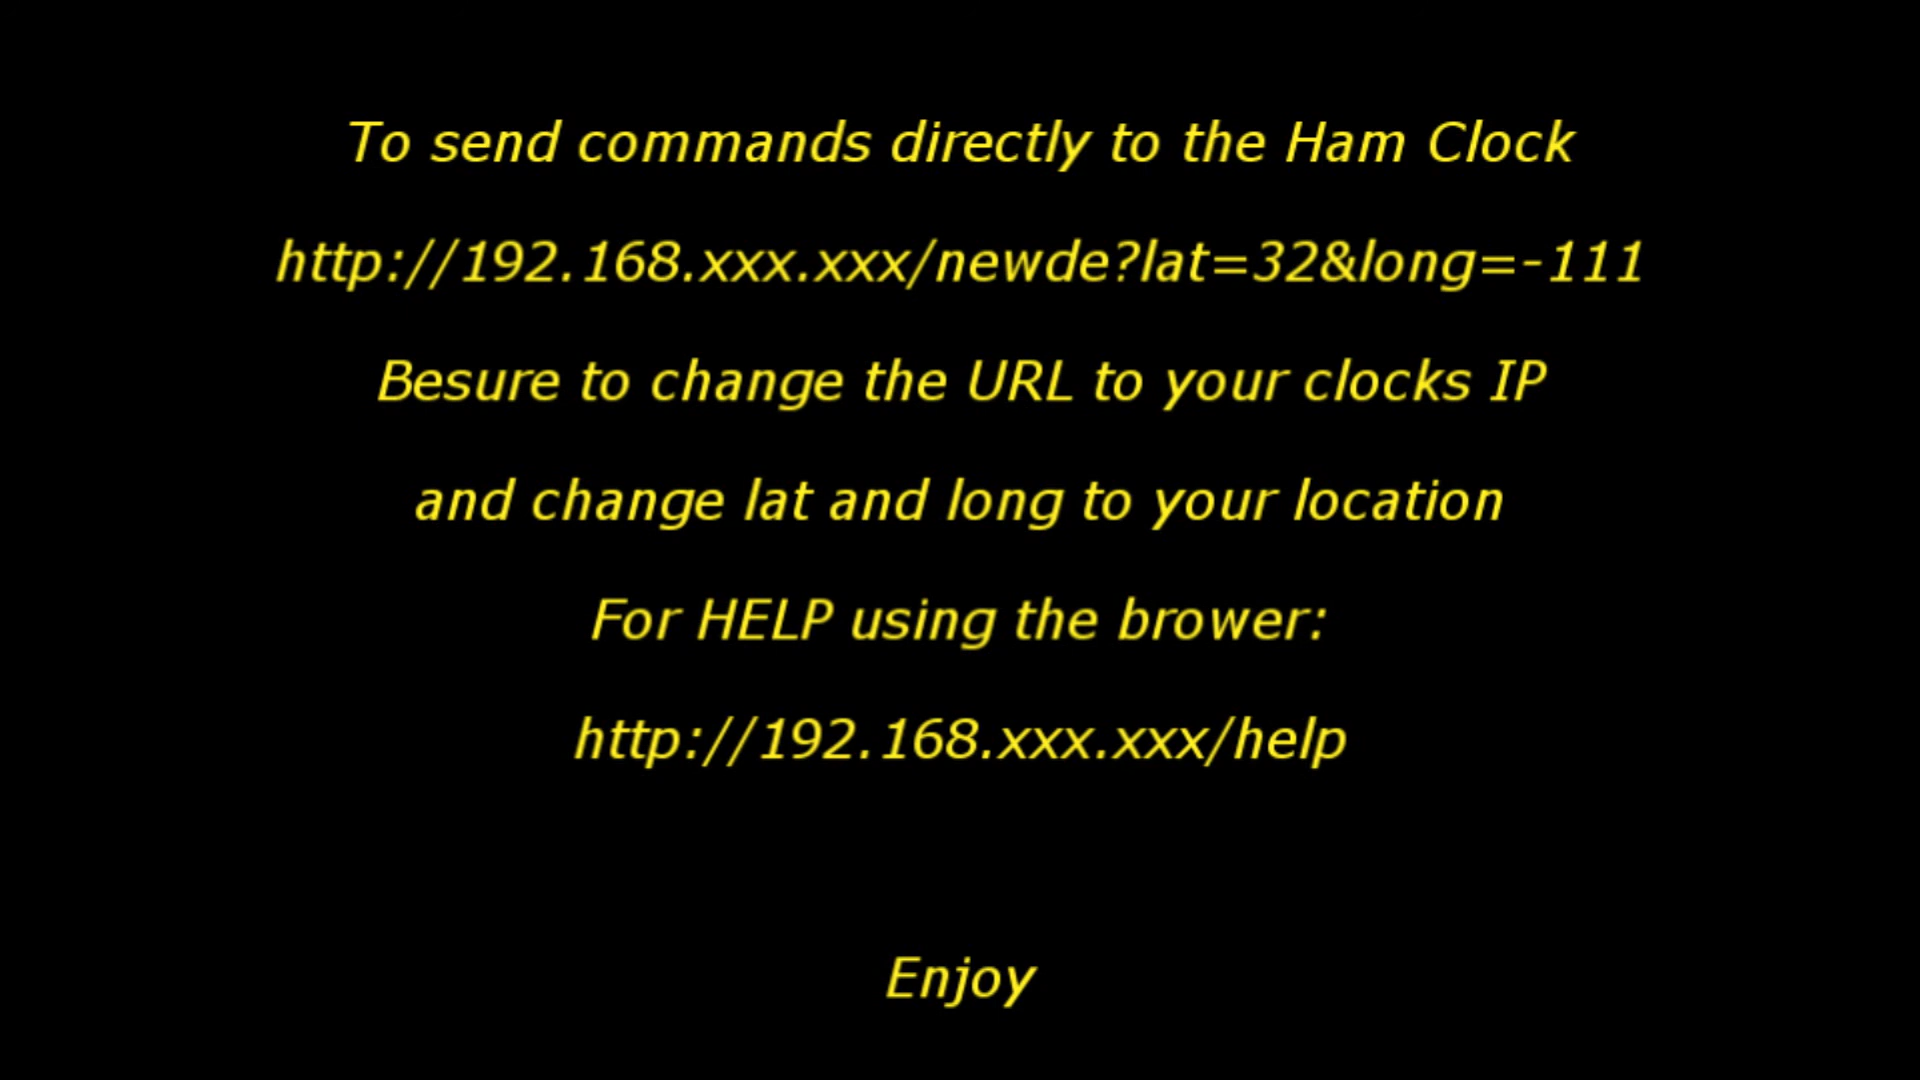 To send commands directly to the Ham Clock
http://192.168.xxx.xxx/newde?lat=32&long=-111
Besure to change the URL to your clocks IP
and change lat and long to your location
For HELP using the brower:
http://192.168.xxx.xxx/help
Enjoy